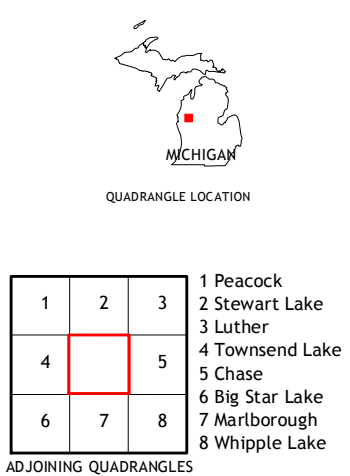 MICHIGAN
QUADRANGLE LOCATION
1 2 3
4 5
6 7 8
1 Peacock
2 Stewart Lake
3 Luther
4 Townsend Lake
5 Chase
6 Big Star Lake
7 Marlborough
8 Whipple Lake
ADJOINING QUADRANGLES